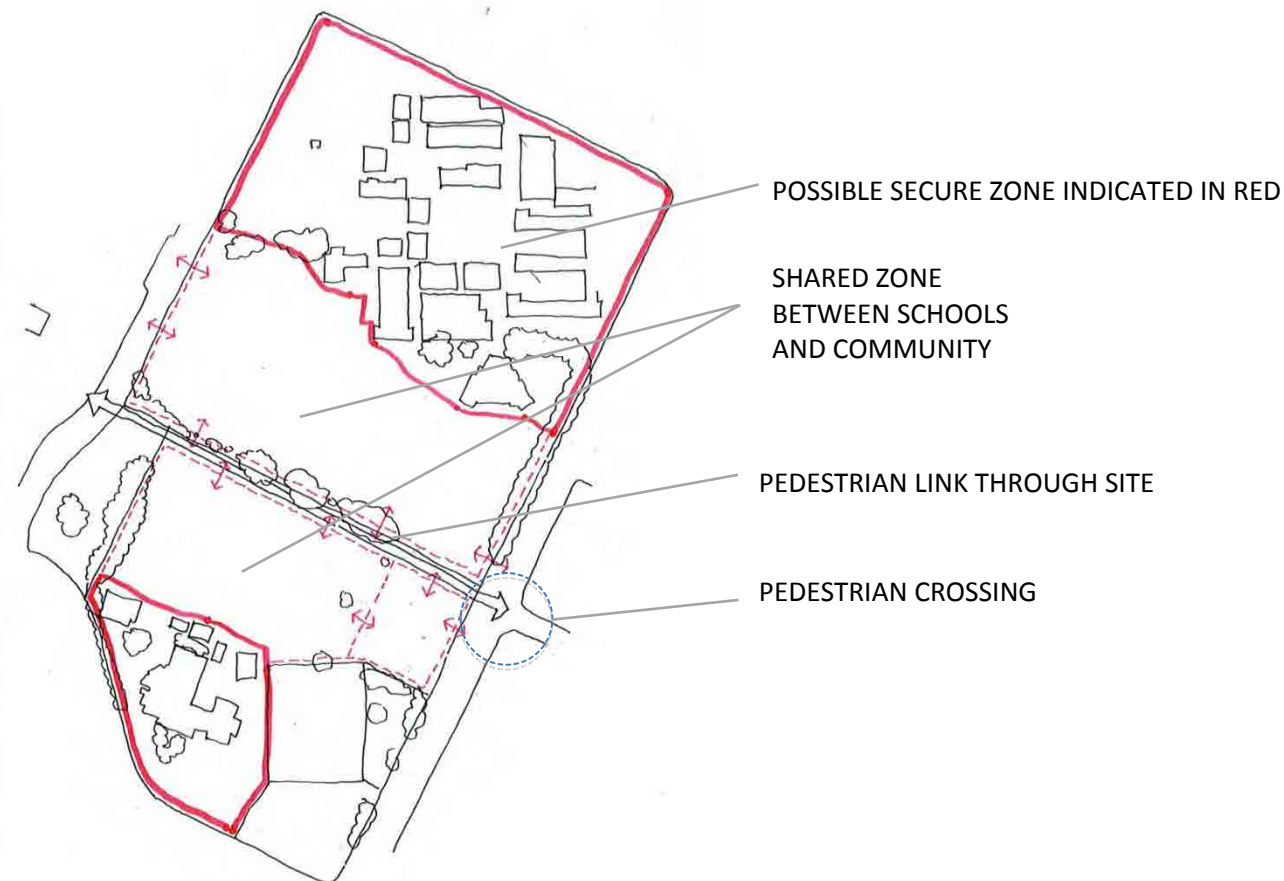 POSSIBLE SECURE ZONE INDICATED IN RED
SHARED ZONE
BETWEEN SCHOOLS
AND COMMUNITY
PEDESTRIAN LINK THROUGH SITE
PEDESTRIAN CROSSING